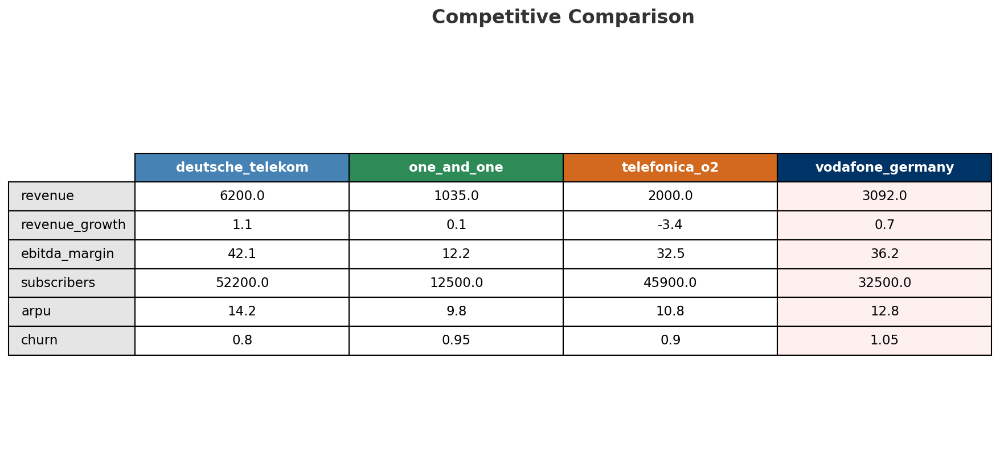 Competitive Comparison
deutsche_telekom one_and_one telefonica_o2 vodafone_germany
revenue 6200.0 1035.0 2000.0 3092.0
revenue_growth 1.1 0.1 -3.4 0.7
ebitda_margin 42.1 12.2 32.5 36.2
subscribers 52200.0 12500.0 45900.0 32500.0
arpu 14.2 9.8 10.8 12.8
churn 0.8 0.95 0.9 1.05